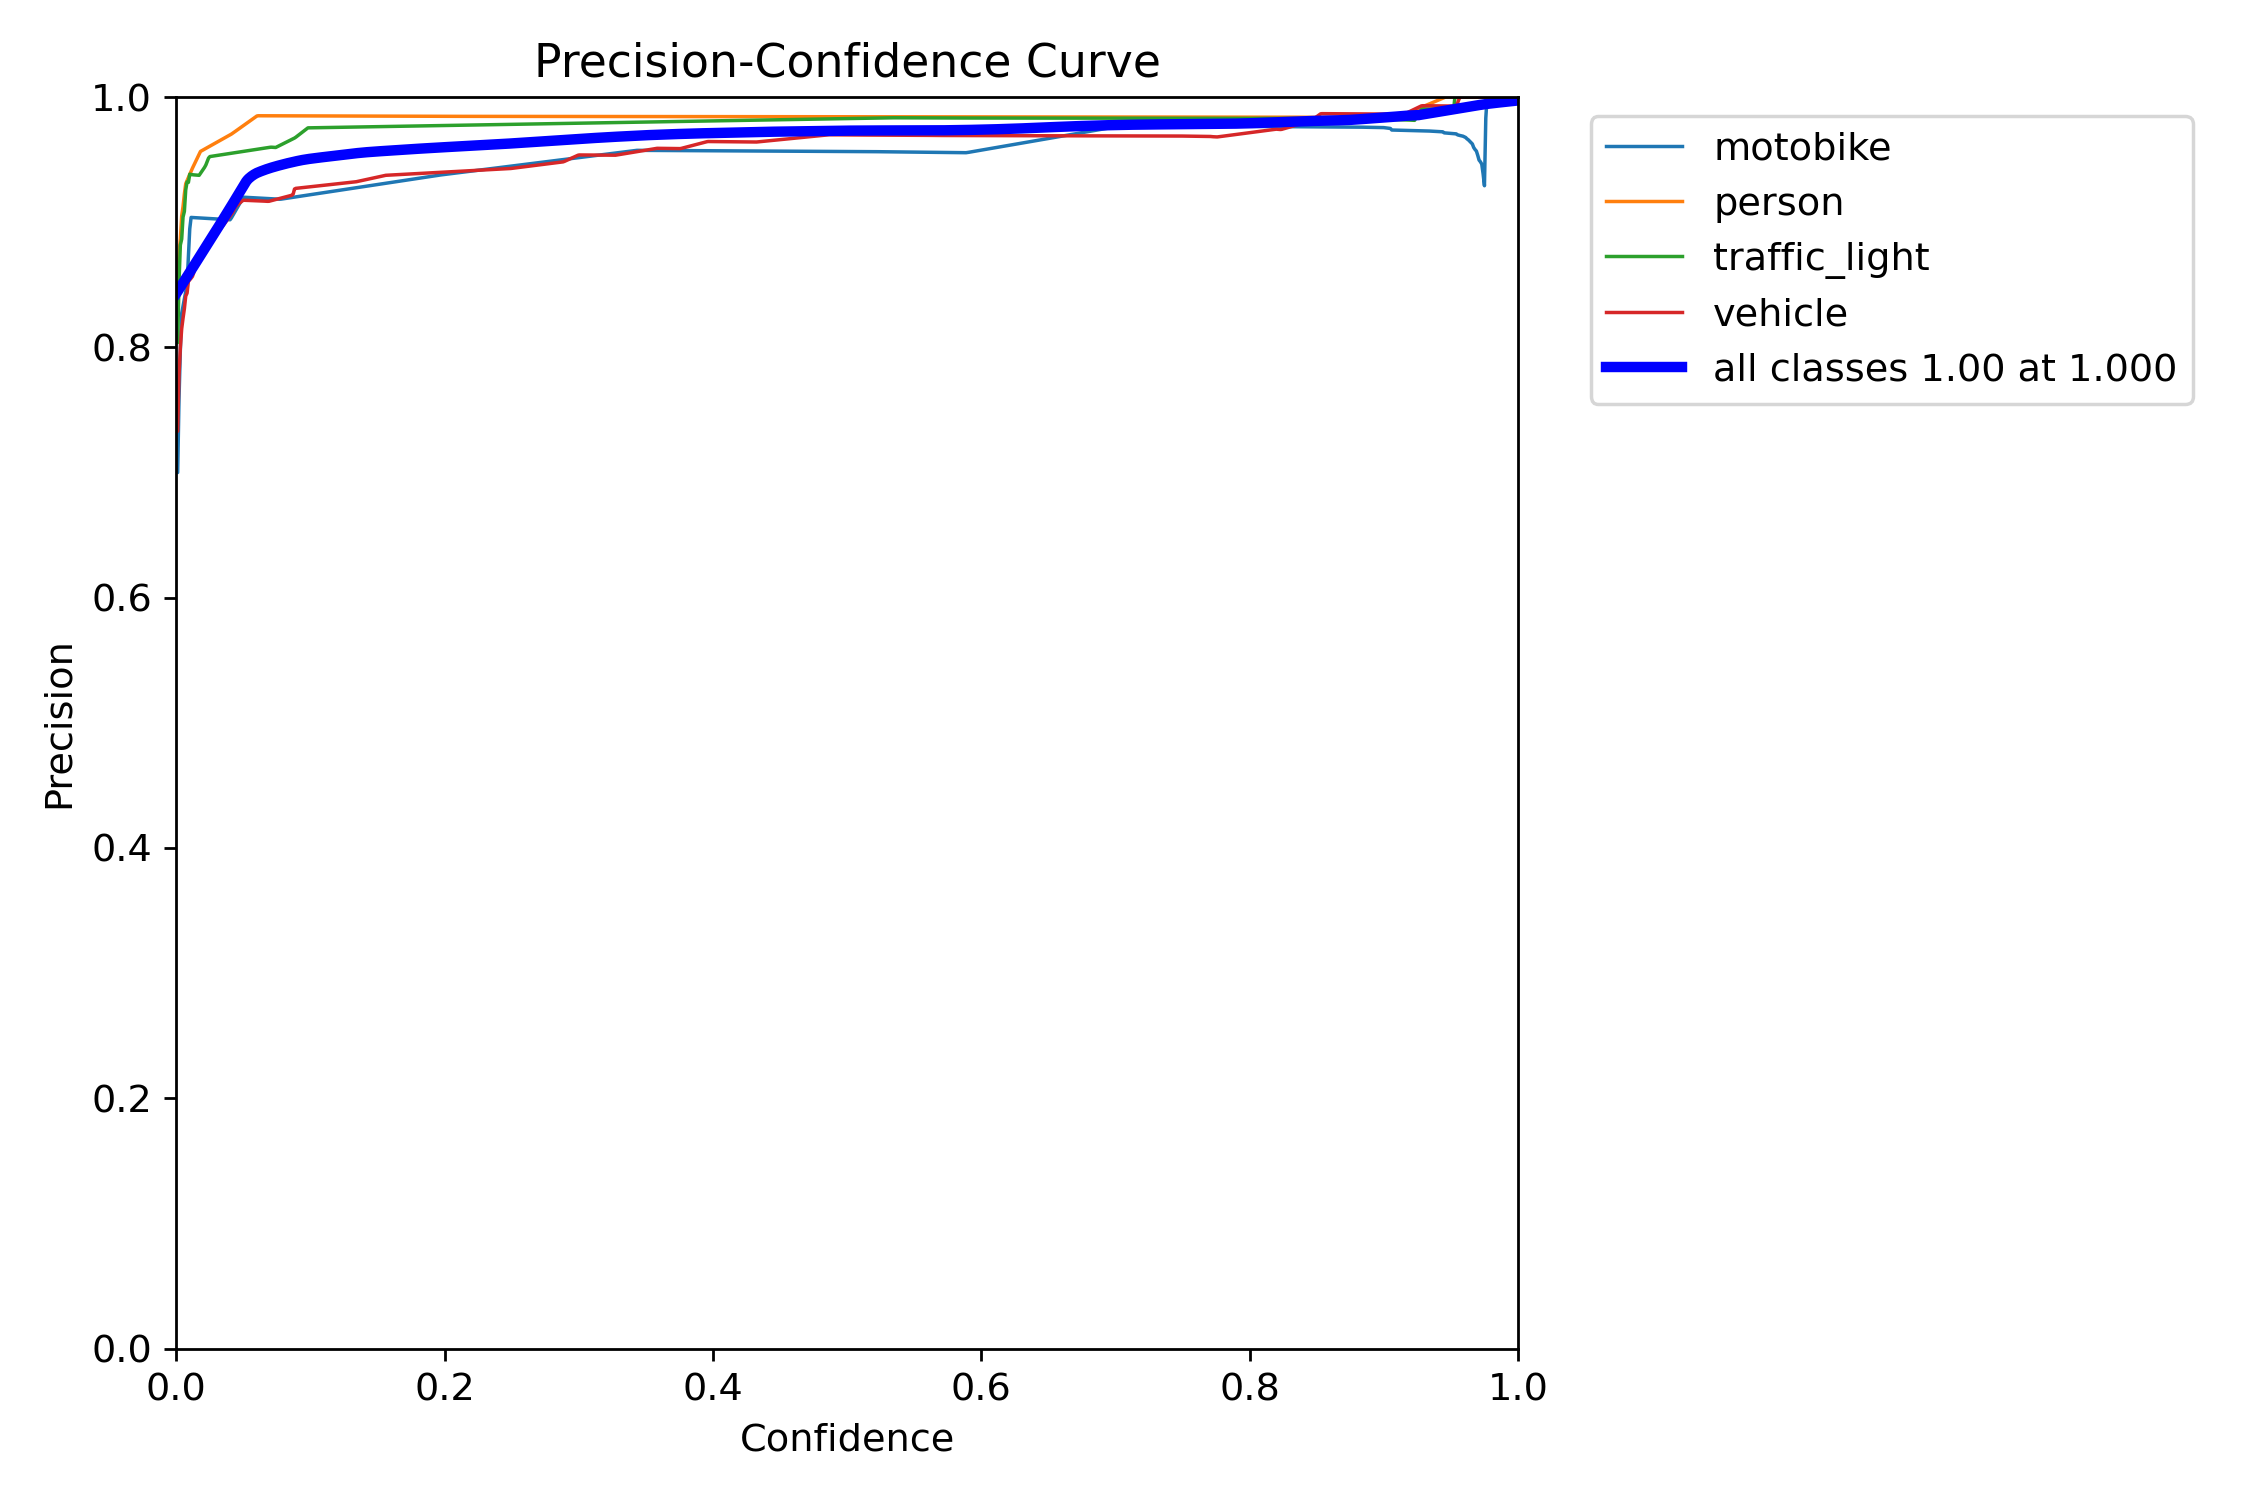 Precision-Confidence Curve
1.0
0.8
0.6
0.4
0.2
0.0
Precision
0.0 0.2 0.4 0.6 0.8 1.0
Confidence
motobike
person
traffic_light
vehicle
all classes 1.00 at 1.000